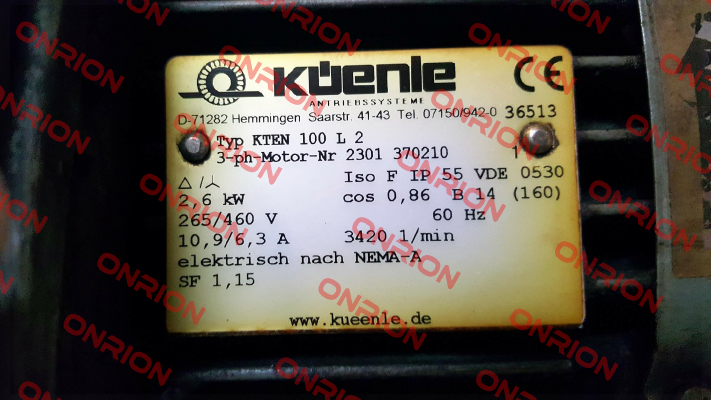 KÜENLE
ANTRIEBSSYSTEME
D-71282 Hemmingen Saarstr. 41-43 Tel. 07150/942-0 36513
Typ KTEN 100 L 2
3-ph-Motor-Nr 2301 370210 1
Iso F IP 55 VDE 0530
△ /⅄
2,6 kW cos 0,86 B 14 (160)
265/460 V 60 Hz
10,9/6,3 A 3420 1/min
elektrisch nach NEMA-A
SF 1,15
www.kueenle.de
CE
ONRION